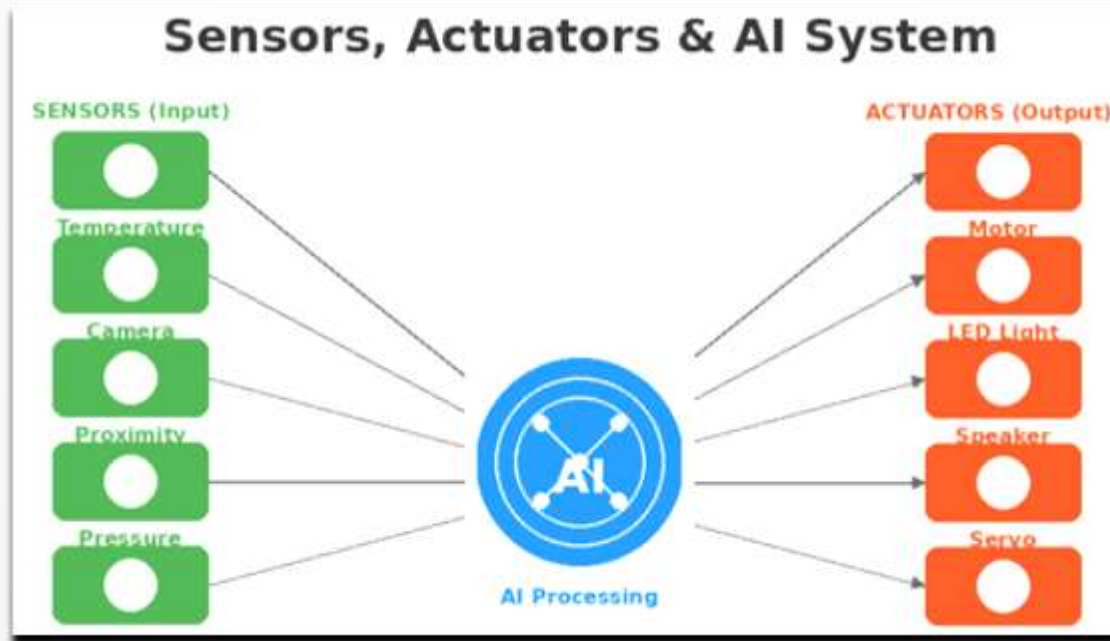 Sensors, Actuators & AI System
SENSORS (Input)
Temperature
Camera
Proximity
Pressure
AI
AI Processing
ACTUATORS (Output)
Motor
LED Light
Speaker
Servo